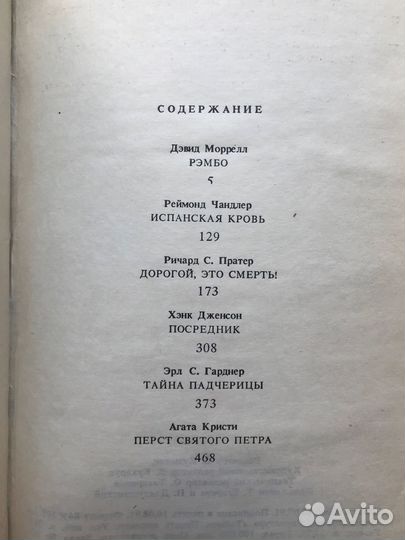 СОДЕРЖАНИЕ
Дэвид Моррелл
РЭМБО
5
Реймонд Чандлер
ИСПАНСКАЯ КРОВЬ
129
Ричард С. Пратер
ДОРОГОЙ, ЭТО СМЕРТЬ!
173
Хэнк Дженсон
ПОСРЕДНИК
308
Эрл С. Гарднер
ТАЙНА ПАДЧЕРИЦЫ
373
Агата Кристи
ПЕРСТ СВЯТОГО ПЕТРА
468
Avito